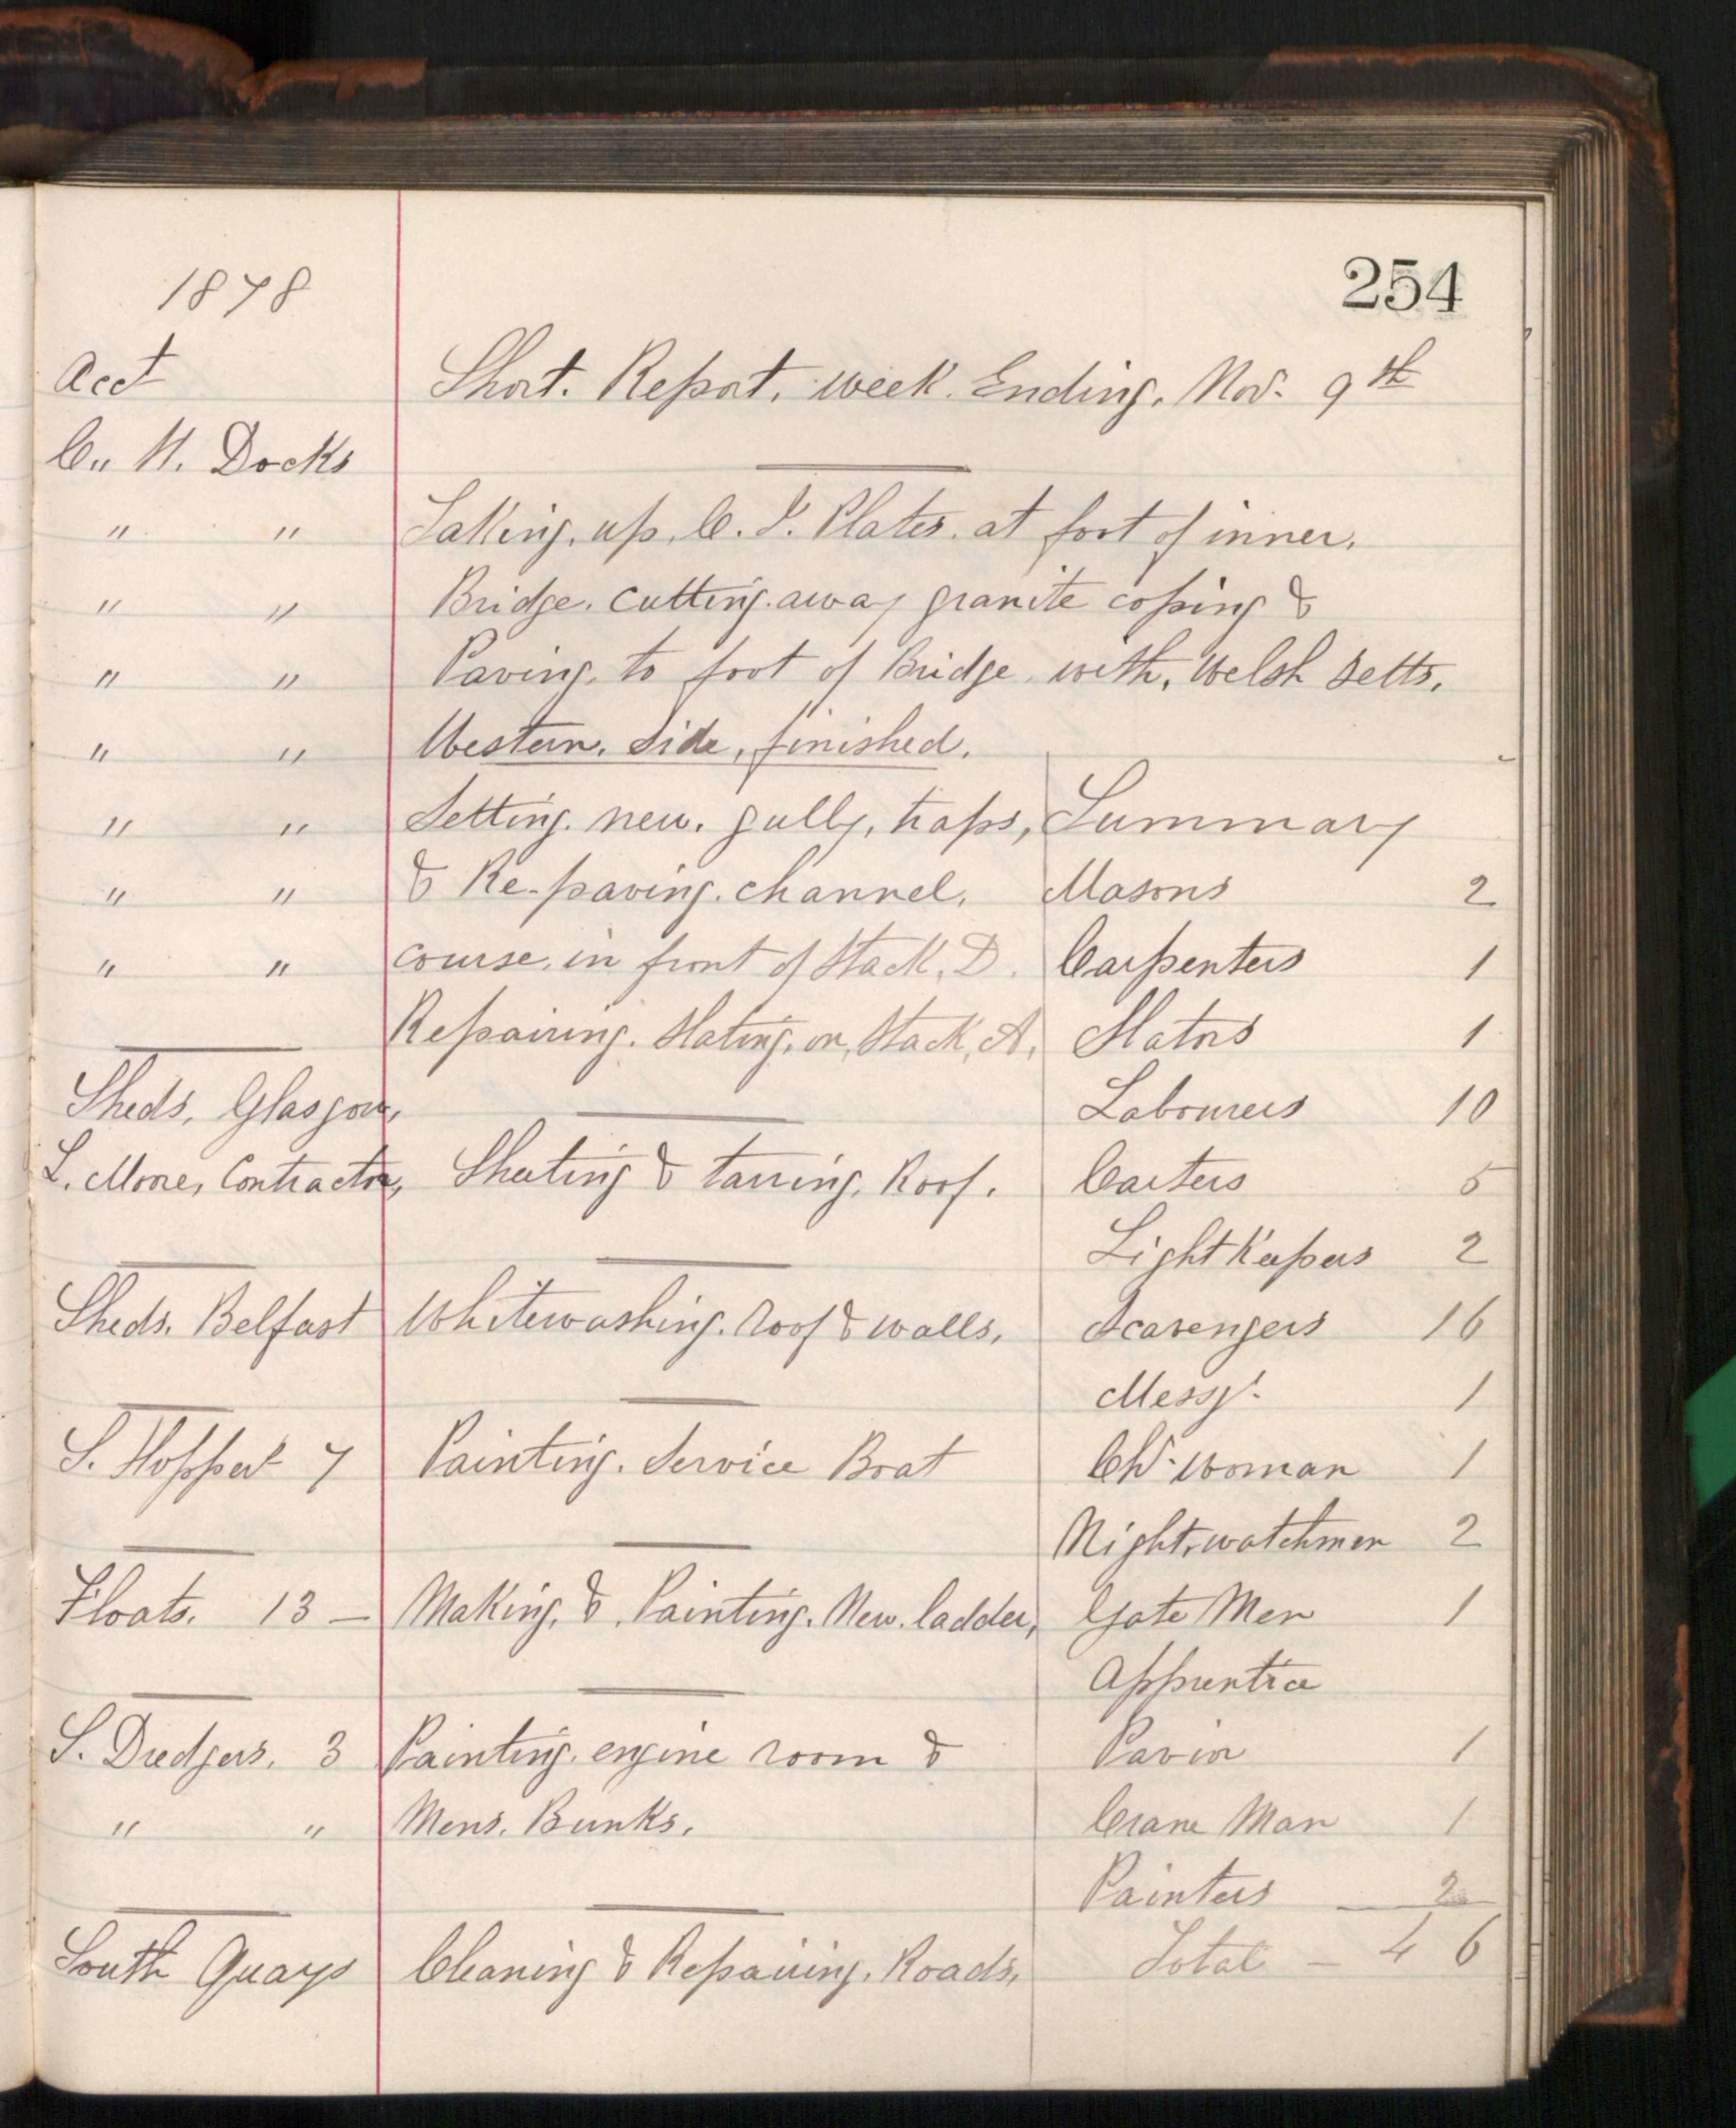 254
1878
Acct
Short. Report. week. Ending. Nov. 9th
C.. H. Docks
" " Taking. up. C. I. Plates. at foot of inner.
" " Bridge. Cutting. away granite coping &
" " Paving. to foot of Bridge. with. Welsh Setts.
" " Western. Side. finished.
" " Setting. new. gully, traps, Summary
" " & Re-paving. channel. Masons 2
" " course. in front of Stack. D. Carpenters 1
Repairing. Slating. on, Stack, A. Slaters 1
Sheds. Glasgow, Labourers 10
Contractor, Sheeting & tarring. Roof. Carters 5
Light Keepers 2
Sheds. Belfast Whitewashing. Roof & walls, Scavengers 16
Messgr. 1
S. Hopper 7 Painting. Service Boat Chr. woman 1
Night. watchmen 2
Floats. 13 — Making. & Painting. New. ladder, Gate Men 1
Apprentice
S. Dredgers. 3 Painting. engine room & Pavior 1
" " Mens. Bunks. Crane Man 1
Painters 2
South Quays Cleaning & Repairing. Roads, Total — 46